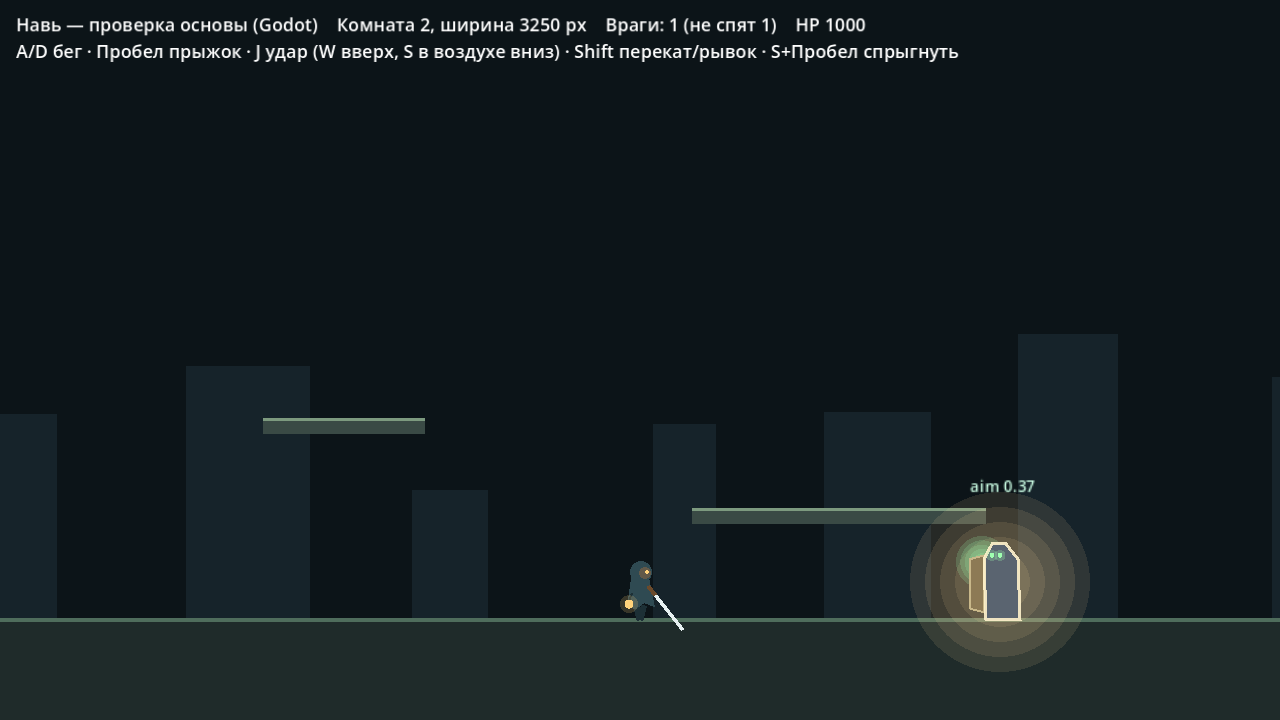 Навь — проверка основы (Godot)    Комната 2, ширина 3250 px    Враги: 1 (не спят 1)    HP 1000
A/D бег · Пробел прыжок · J удар (W вверх, S в воздухе вниз) · Shift перекат/рывок · S+Пробел спрыгнуть
aim 0.37